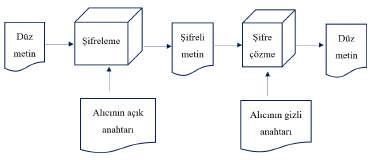 Düz
metin
Şifreleme
Şifreli
metin
Şifre
çözme
Düz
metin
Alıcının açık
anahtarı
Alıcının gizli
anahtarı